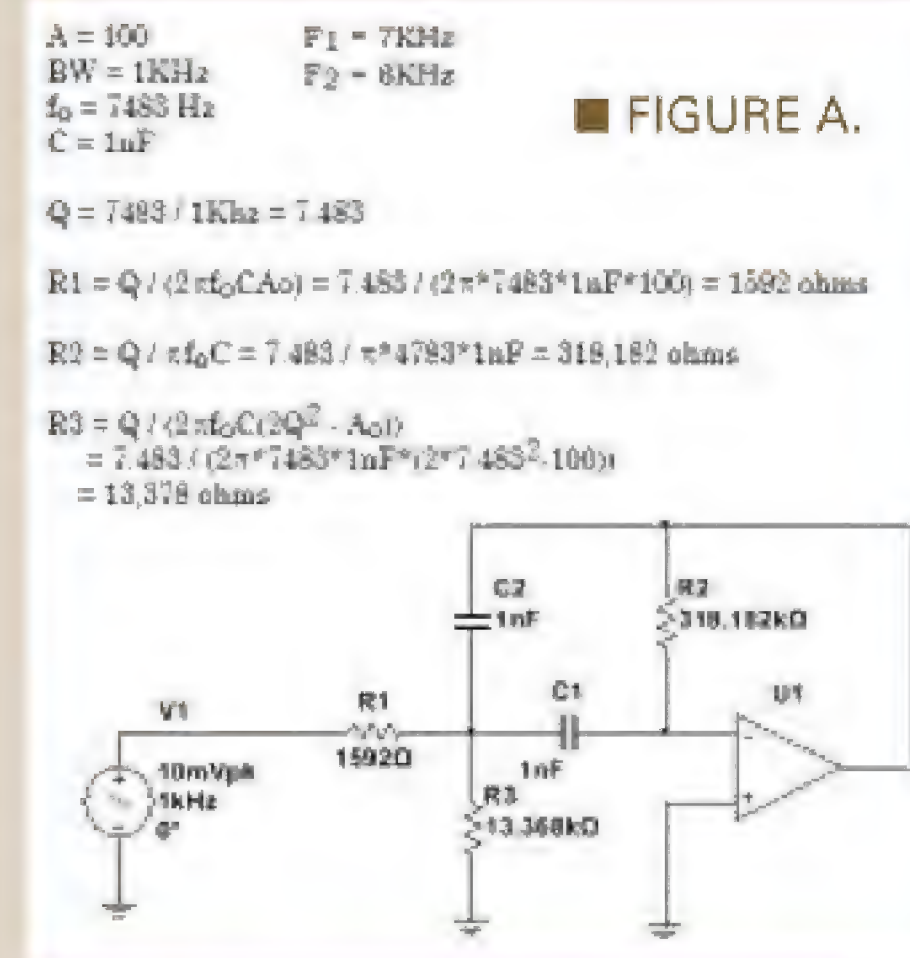 A = 100 F1 = 7KHz
BW = 1KHz F2 = 8KHz
f0 = 7483 Hz
C = 1nF
■ FIGURE A.
Q = 7483 / 1Khz = 7.483
R1 = Q / (2πf0CAo) = 7.483 / (2π*7483*1nF*100) = 1592 ohms
R2 = Q / πf0C = 7.483 / π*4783*1nF = 318,182 ohms
R3 = Q / (2πf0C(2Q² - A0))
= 7.483 / (2π*7483*1nF*(2*7.483²-100))
= 13,378 ohms
C2
1nF
R2
318.182kΩ
V1
R1
C1
U1
1592Ω
10mVpk
1kHz
0°
1nF
R3
13.368kΩ